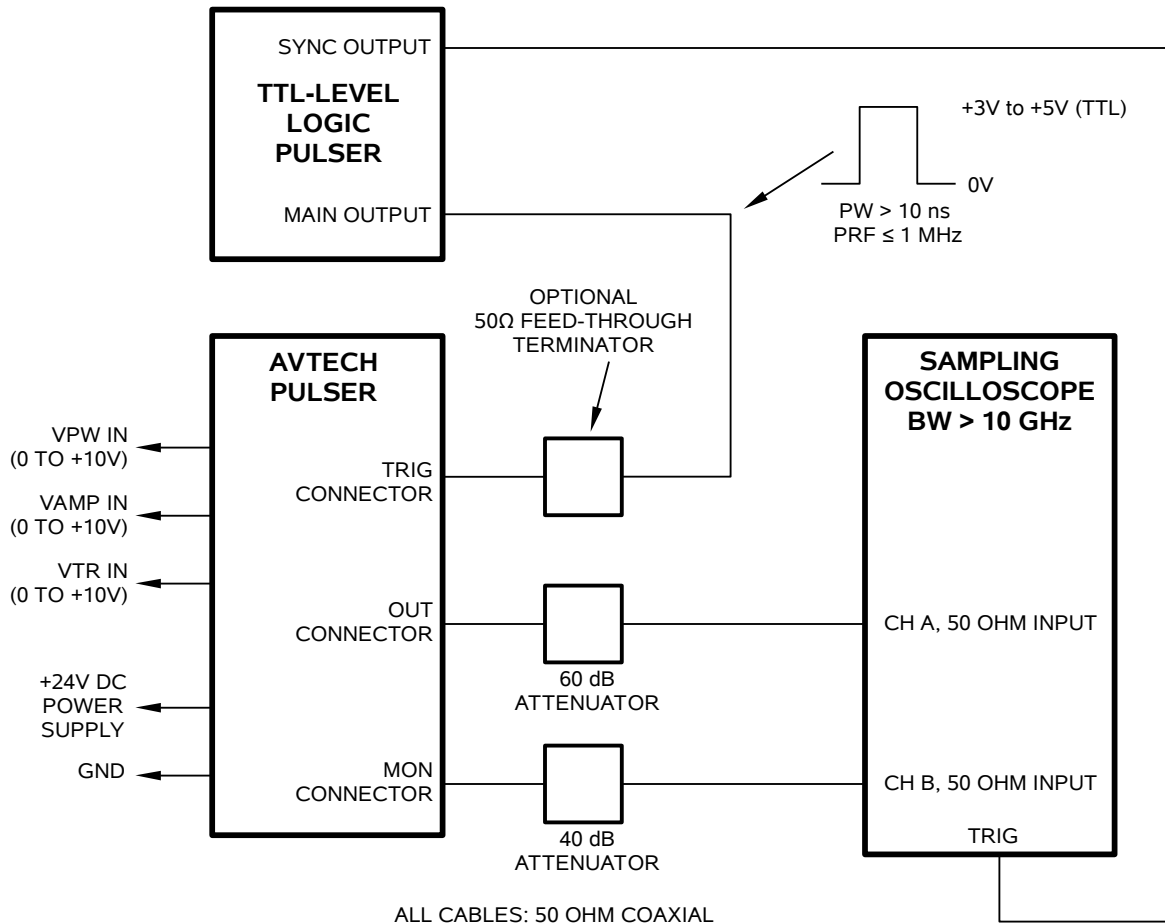 SYNC OUTPUT
TTL-LEVEL
LOGIC
PULSER
MAIN OUTPUT
+3V to +5V (TTL)
0V
PW > 10 ns
PRF ≤ 1 MHz
OPTIONAL
50Ω FEED-THROUGH
TERMINATOR
AVTECH
PULSER
SAMPLING
OSCILLOSCOPE
BW > 10 GHz
VPW IN
(0 TO +10V)
VAMP IN
(0 TO +10V)
VTR IN
(0 TO +10V)
+24V DC
POWER
SUPPLY
GND
TRIG
CONNECTOR
OUT
CONNECTOR
MON
CONNECTOR
60 dB
ATTENUATOR
40 dB
ATTENUATOR
CH A, 50 OHM INPUT
CH B, 50 OHM INPUT
TRIG
ALL CABLES: 50 OHM COAXIAL